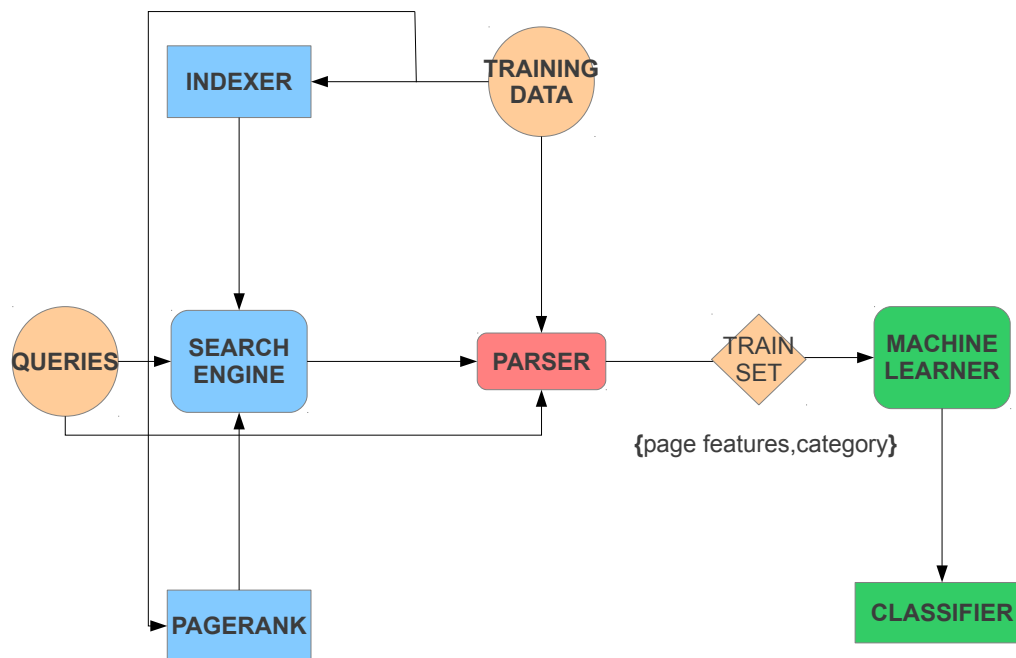 INDEXER
TRAINING
DATA
QUERIES
SEARCH
ENGINE
PARSER
TRAIN
SET
MACHINE
LEARNER
{page features,category}
PAGERANK
CLASSIFIER